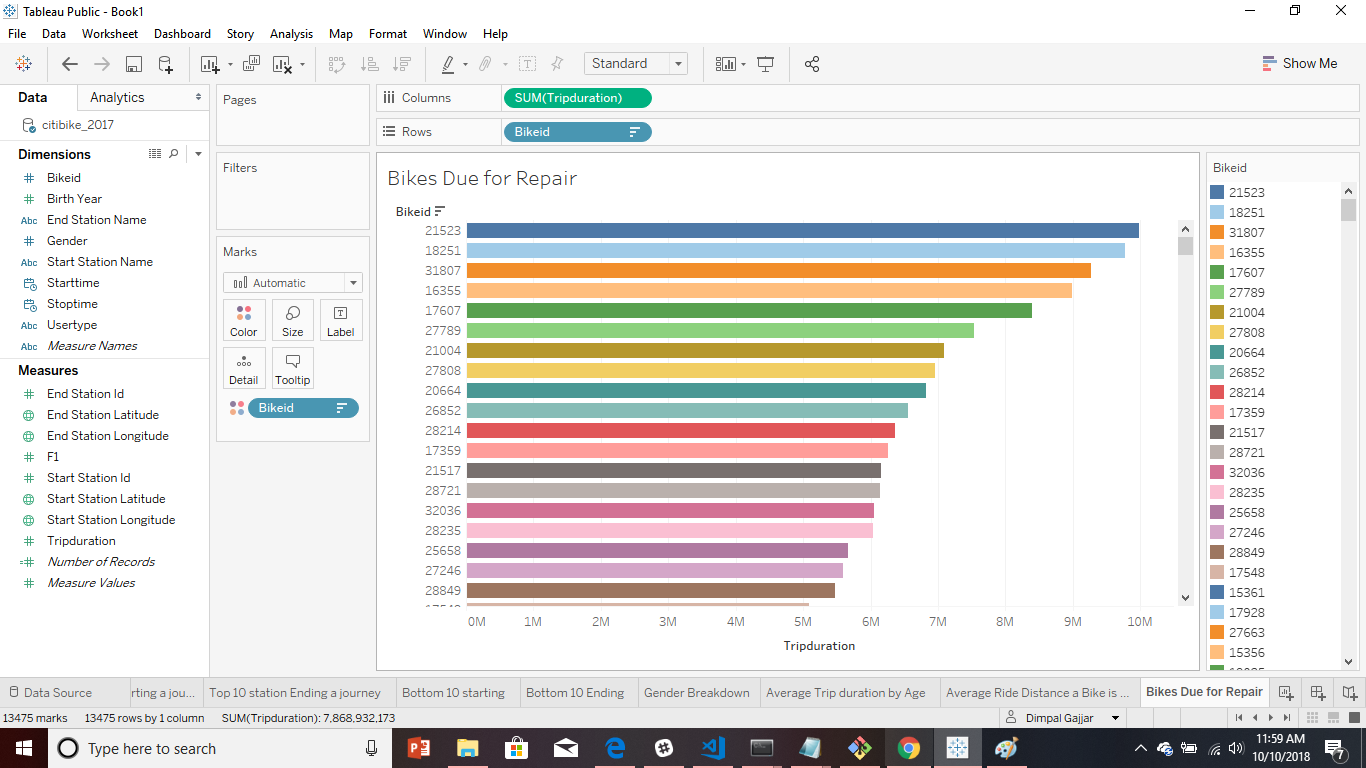 Tableau Public - Book1
File Data Worksheet Dashboard Story Analysis Map Format Window Help
Standard
Show Me
Data Analytics
citibike_2017
Dimensions
Bikeid
Birth Year
Abc End Station Name
Gender
Abc Start Station Name
Starttime
Stoptime
Abc Usertype
Abc Measure Names
Measures
End Station Id
End Station Latitude
End Station Longitude
F1
Start Station Id
Start Station Latitude
Start Station Longitude
Tripduration
Number of Records
Measure Values
Pages
Filters
Marks
Automatic
Color Size Label
Detail Tooltip
Bikeid
Columns SUM(Tripduration)
Rows Bikeid
Bikes Due for Repair
Bikeid
21523
18251
31807
16355
17607
27789
21004
27808
20664
26852
28214
17359
21517
28721
32036
28235
25658
27246
28849
17548
0M 1M 2M 3M 4M 5M 6M 7M 8M 9M 10M
Tripduration
Bikeid
21523
18251
31807
16355
17607
27789
21004
27808
20664
26852
28214
17359
21517
28721
32036
28235
25658
27246
28849
17548
15361
17928
27663
15356
Data Source rting a jou... Top 10 station Ending a journey Bottom 10 starting Bottom 10 Ending Gender Breakdown Average Trip duration by Age Average Ride Distance a Bike is ... Bikes Due for Repair
13475 marks 13475 rows by 1 column SUM(Tripduration): 7,868,932,173 Dimpal Gajjar
Type here to search
11:59 AM
10/10/2018
7